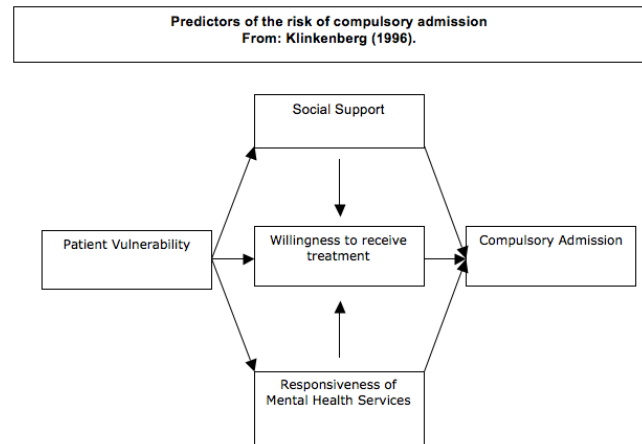 Predictors of the risk of compulsory admission
From: Klinkenberg (1996).
Social Support
Patient Vulnerability
Willingness to receive
treatment
Compulsory Admission
Responsiveness of
Mental Health Services